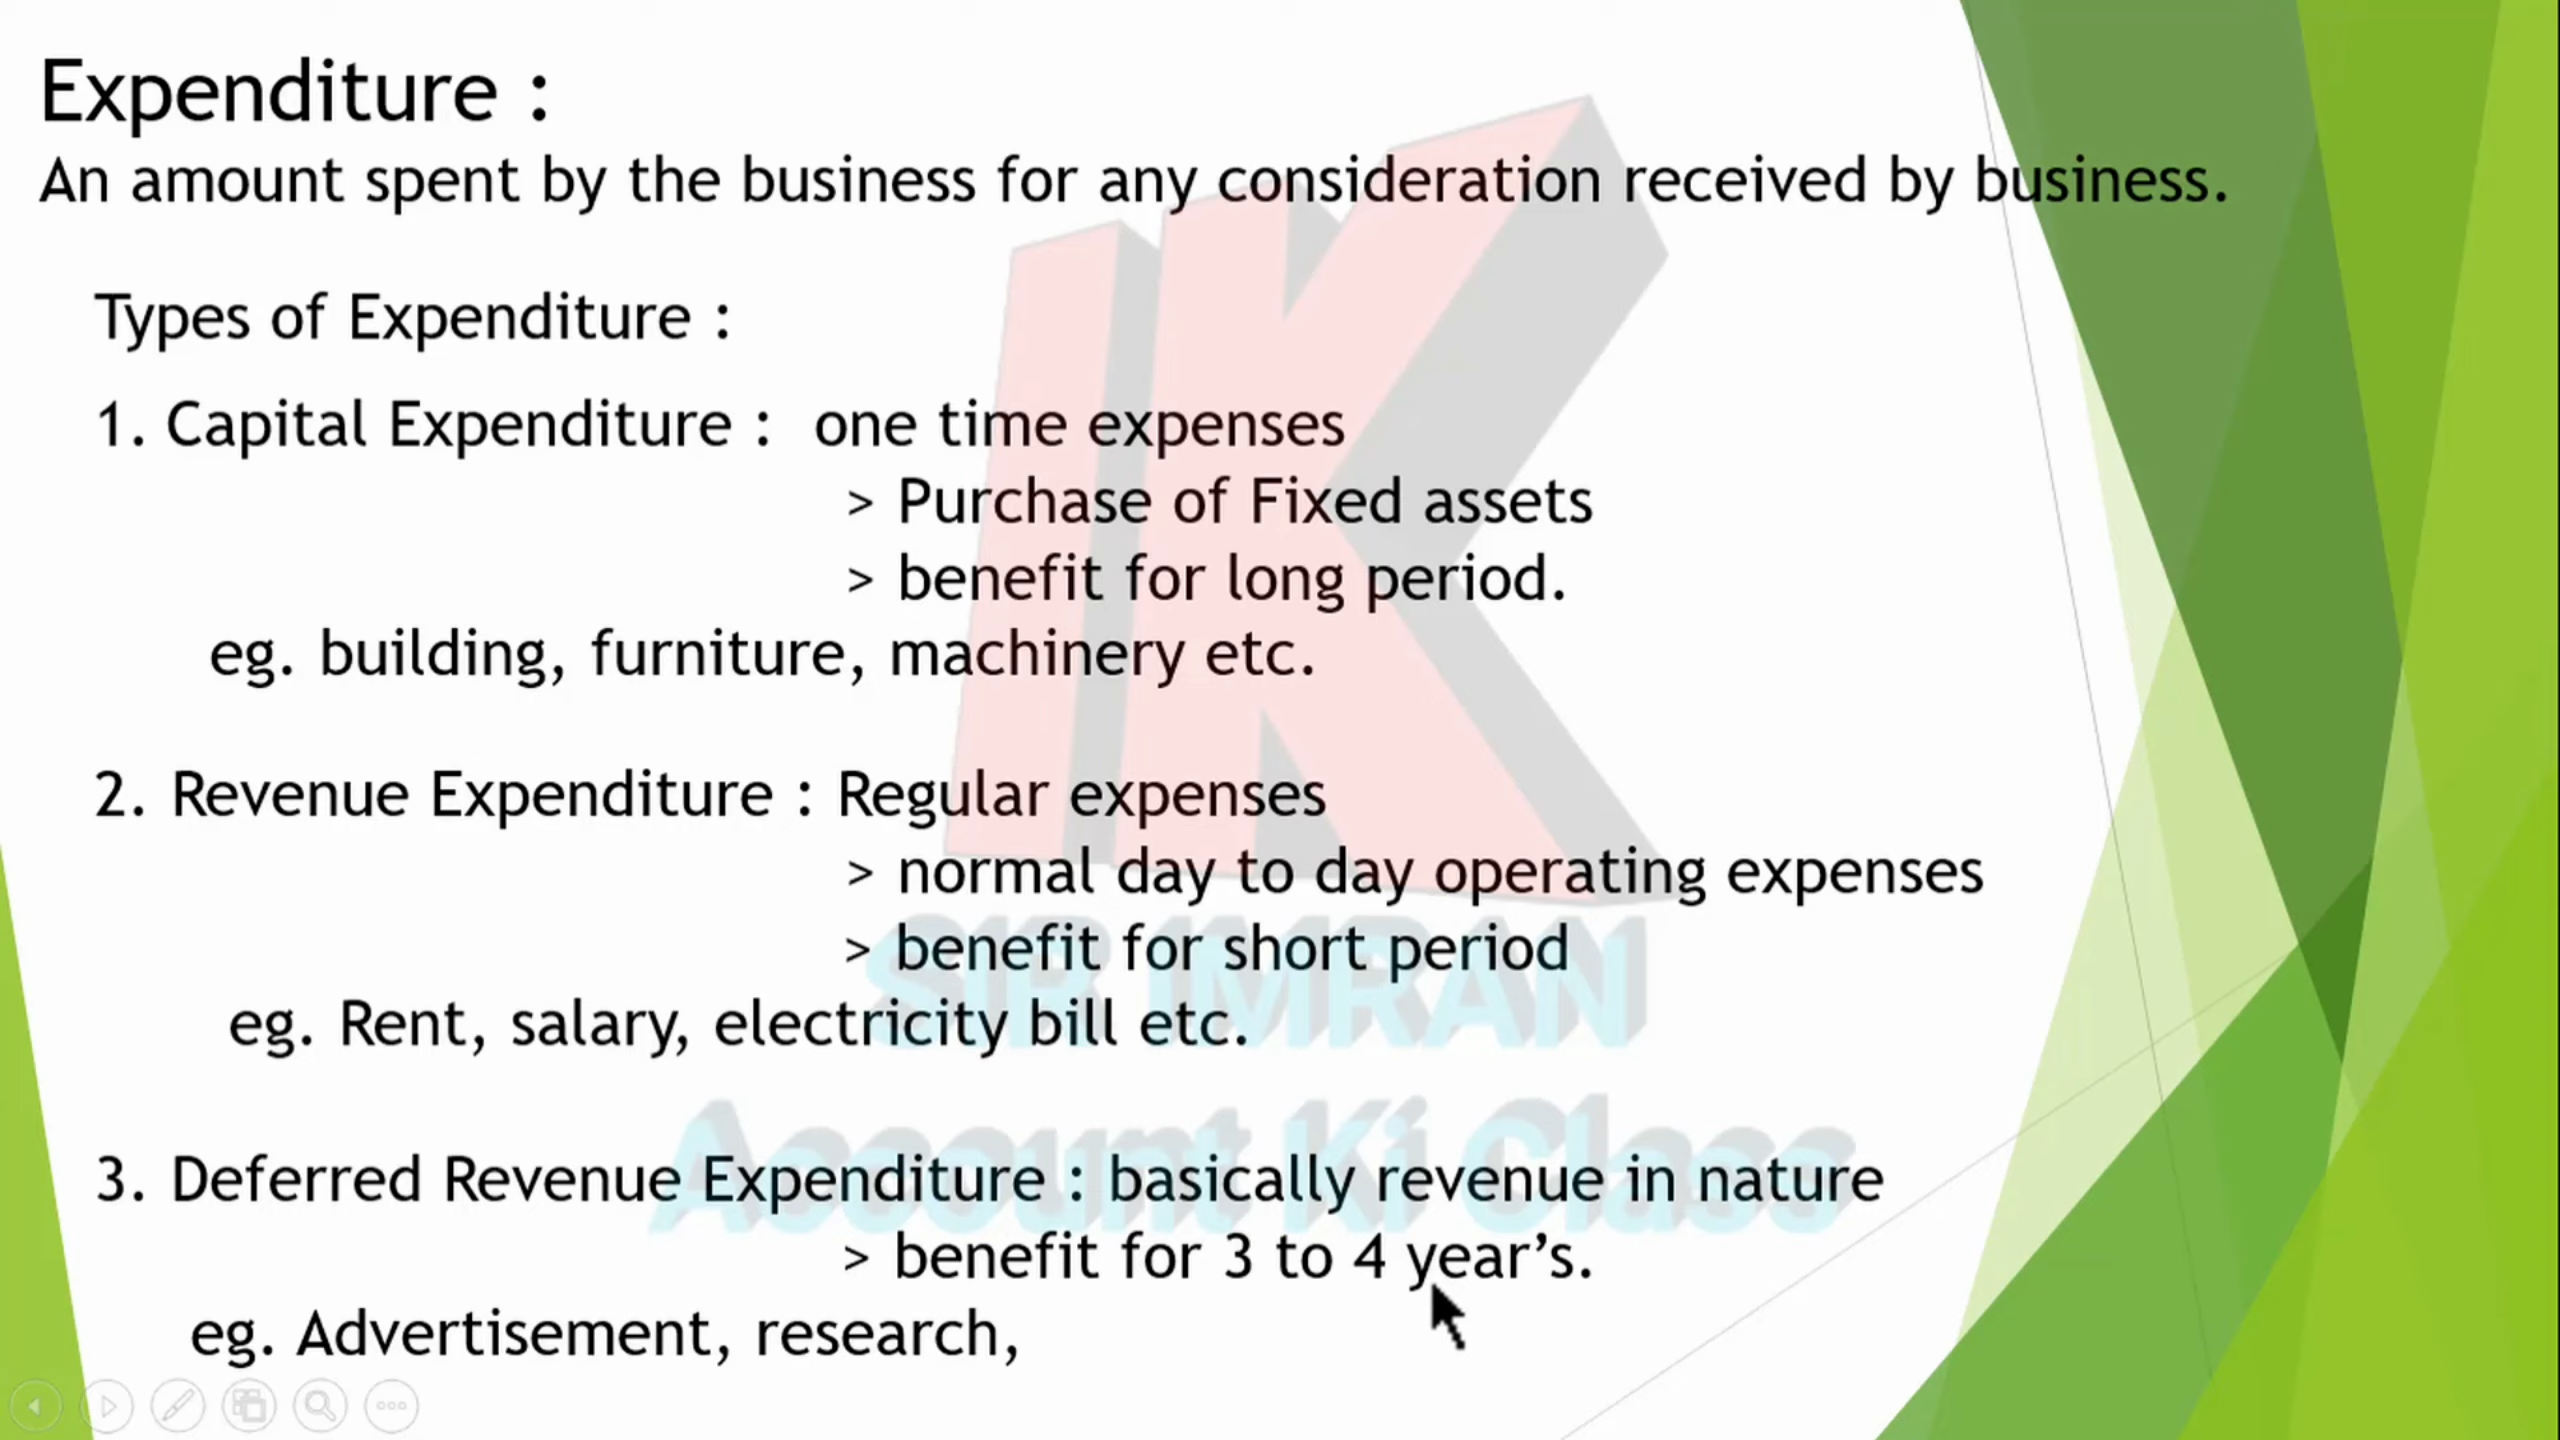 Expenditure :
An amount spent by the business for any consideration received by business.
Types of Expenditure :
1. Capital Expenditure : one time expenses
> Purchase of Fixed assets
> benefit for long period.
eg. building, furniture, machinery etc.
2. Revenue Expenditure : Regular expenses
> normal day to day operating expenses
> benefit for short period
eg. Rent, salary, electricity bill etc.
3. Deferred Revenue Expenditure : basically revenue in nature
> benefit for 3 to 4 year’s.
eg. Advertisement, research,
IK
SIR IMRAN
Account Ki Class